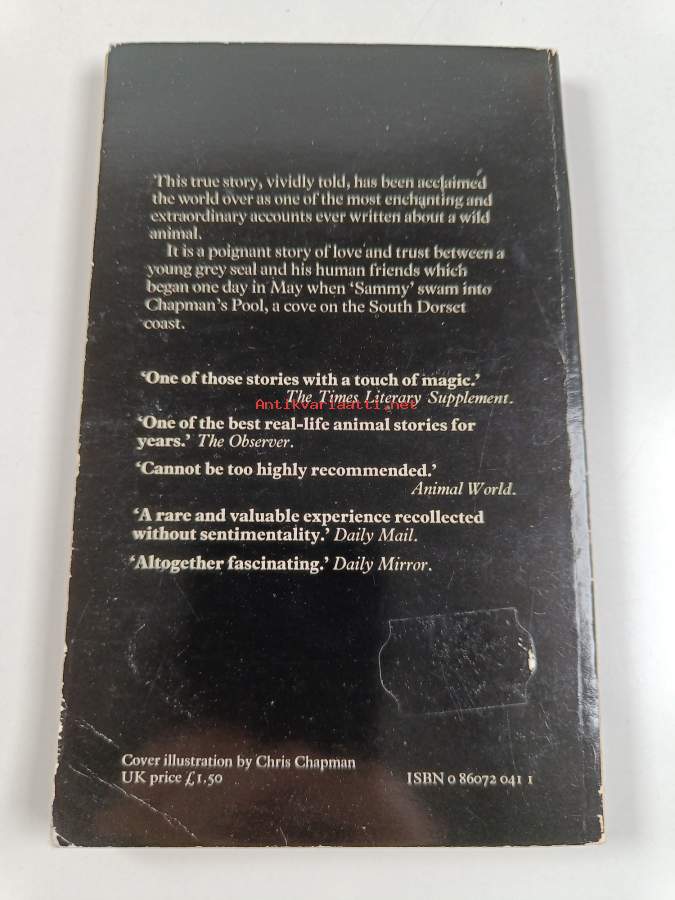 This true story, vividly told, has been acclaimed
the world over as one of the most enchanting and
extraordinary accounts ever written about a wild
animal.
It is a poignant story of love and trust between a
young grey seal and his human friends which
began one day in May when ‘Sammy’ swam into
Chapman’s Pool, a cove on the South Dorset
coast.
‘One of those stories with a touch of magic.’
The Times Literary Supplement.
Antikvariaatti.net
‘One of the best real-life animal stories for
years.’ The Observer.
‘Cannot be too highly recommended.’
Animal World.
‘A rare and valuable experience recollected
without sentimentality.’ Daily Mail.
‘Altogether fascinating.’ Daily Mirror.
Cover illustration by Chris Chapman
UK price £1.50
ISBN 0 86072 041 1